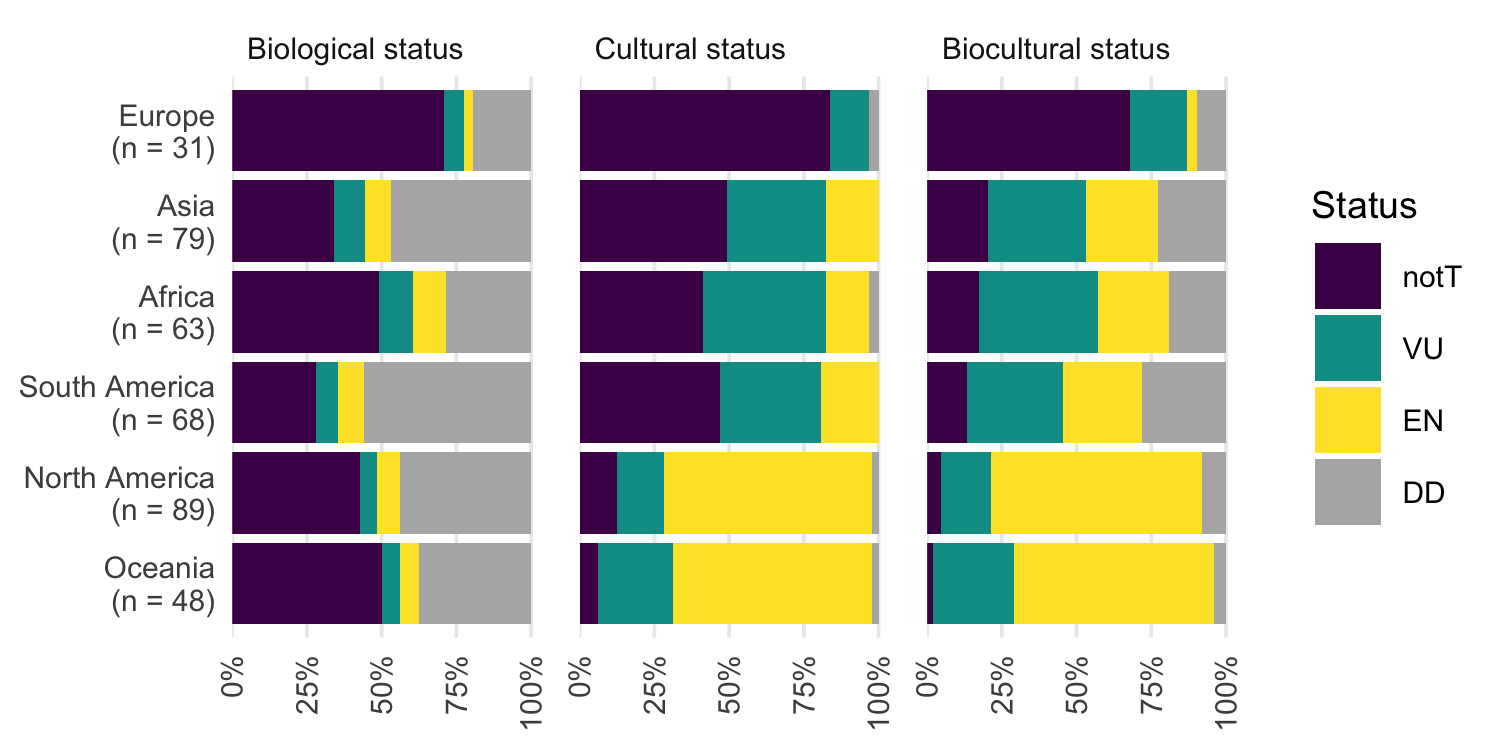 Biological status
Cultural status
Biocultural status
Europe
(n = 31)
Asia
(n = 79)
Africa
(n = 63)
South America
(n = 68)
North America
(n = 89)
Oceania
(n = 48)
0%
25%
50%
75%
100%
0%
25%
50%
75%
100%
0%
25%
50%
75%
100%
Status
notT
VU
EN
DD